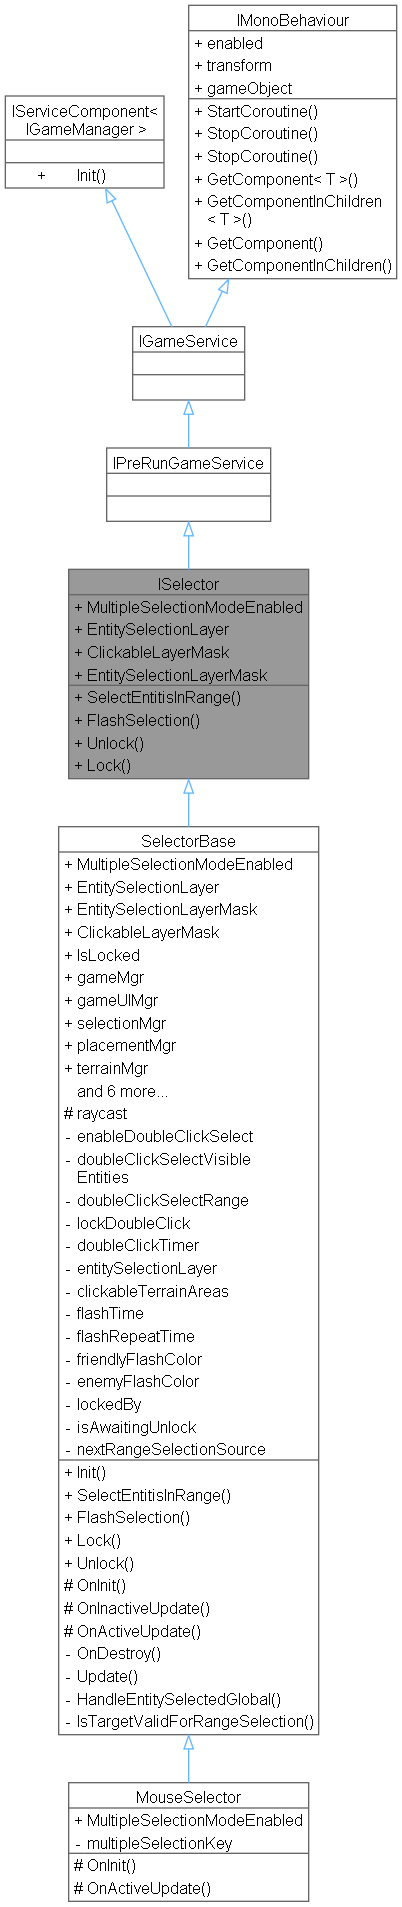 IMonoBehaviour
+ enabled
+ transform
+ gameObject
+ StartCoroutine()
+ StopCoroutine()
+ StopCoroutine()
+ GetComponent< T >()
+ GetComponentInChildren
< T >()
+ GetComponent()
+ GetComponentInChildren()
IServiceComponent<
IGameManager >
+ Init()
IGameService
IPreRunGameService
ISelector
+ MultipleSelectionModeEnabled
+ EntitySelectionLayer
+ ClickableLayerMask
+ EntitySelectionLayerMask
+ SelectEntitisInRange()
+ FlashSelection()
+ Unlock()
+ Lock()
SelectorBase
+ MultipleSelectionModeEnabled
+ EntitySelectionLayer
+ EntitySelectionLayerMask
+ ClickableLayerMask
+ IsLocked
+ gameMgr
+ gameUIMgr
+ selectionMgr
+ placementMgr
+ terrainMgr
and 6 more...
# raycast
- enableDoubleClickSelect
- doubleClickSelectVisible
Entities
- doubleClickSelectRange
- lockDoubleClick
- doubleClickTimer
- entitySelectionLayer
- clickableTerrainAreas
- flashTime
- flashRepeatTime
- friendlyFlashColor
- enemyFlashColor
- lockedBy
- isAwaitingUnlock
- nextRangeSelectionSource
+ Init()
+ SelectEntitisInRange()
+ FlashSelection()
+ Lock()
+ Unlock()
# OnInit()
# OnInactiveUpdate()
# OnActiveUpdate()
- OnDestroy()
- Update()
- HandleEntitySelectedGlobal()
- IsTargetValidForRangeSelection()
MouseSelector
+ MultipleSelectionModeEnabled
- multipleSelectionKey
# OnInit()
# OnActiveUpdate()